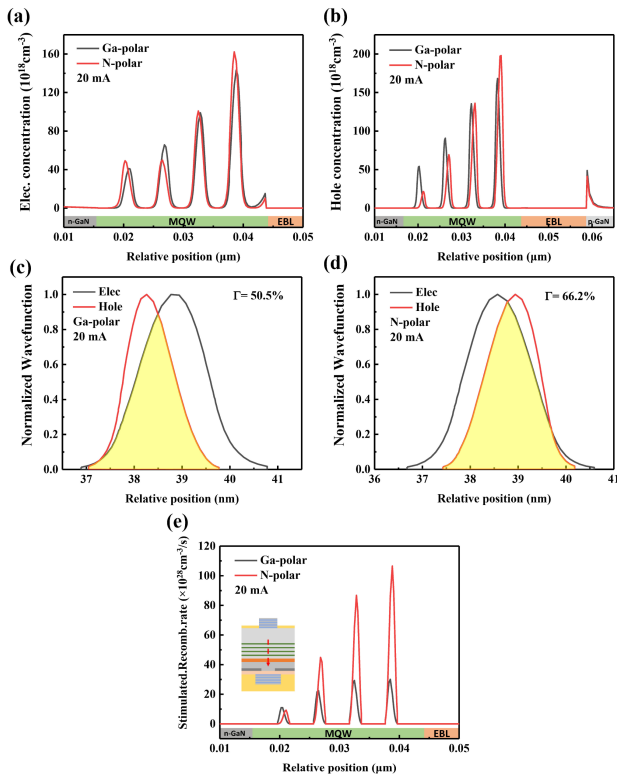 (a)
Ga-polar
N-polar
20 mA
160
120
80
40
0
Elec. concentration (10¹⁸cm⁻³)
n-GaN MQW EBL
0.01 0.02 0.03 0.04 0.05
Relative position (μm)
(b)
Ga-polar
N-polar
20 mA
200
150
100
50
0
Hole concentration (10¹⁸cm⁻³)
n-GaN MQW EBL p-GaN
0.01 0.02 0.03 0.04 0.05 0.06
Relative position (μm)
(c)
Elec
Hole
Ga-polar
20 mA
Γ= 50.5%
1.0
0.8
0.6
0.4
0.2
0.0
Normalized Wavefunction
37 38 39 40 41
Relative position (nm)
(d)
Elec
Hole
N-polar
20 mA
Γ= 66.2%
1.0
0.8
0.6
0.4
0.2
0.0
Normalized Wavefunction
36 37 38 39 40 41
Relative position (nm)
(e)
Ga-polar
N-polar
20 mA
120
100
80
60
40
20
0
Stimulated.Recomb.rate (×10²⁸cm⁻³/s)
n-GaN MQW EBL
0.01 0.02 0.03 0.04 0.05
Relative position (μm)